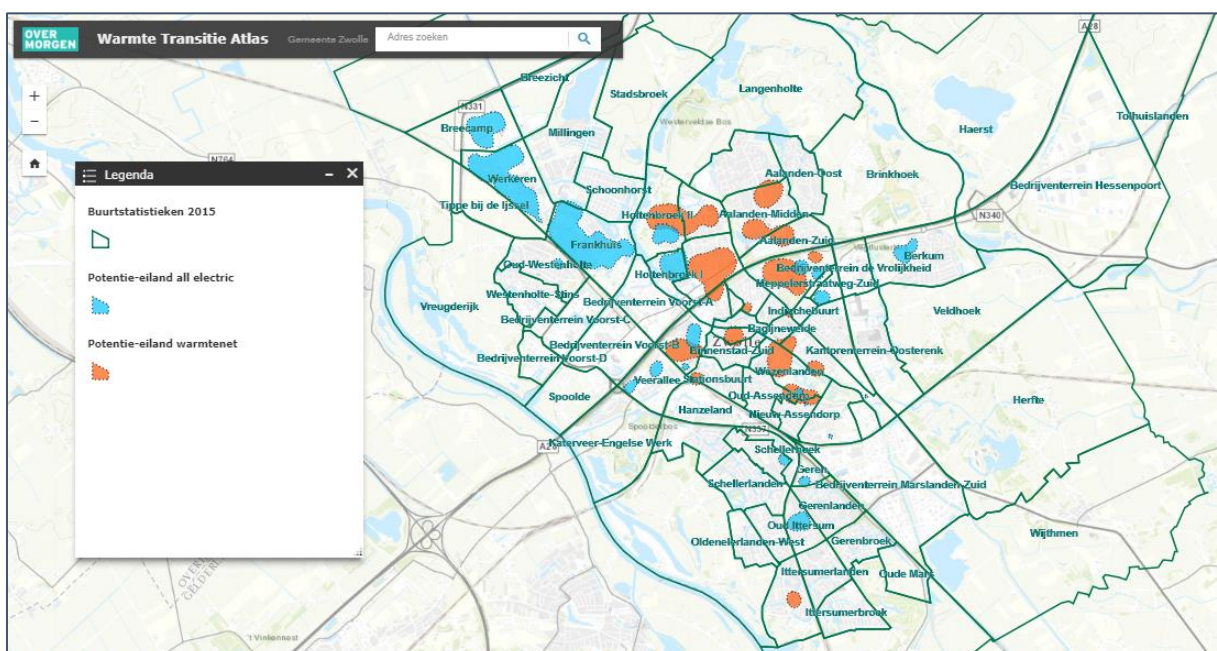 OVER
MORGEN
Warmte Transitie Atlas
Gemeente Zwolle
Adres zoeken
A28
Breezicht
Stadsbroek
Langenholte
N331
Breecamp
Millingen
Westerveldse Bos
Haerst
Tolhuislanden
N764
Legenda
Buurtstatistieken 2015
Potentie-eiland all electric
Potentie-eiland warmtenet
Werkeren
Schoonhorst
Aalanden-Oost
Brinkhoek
Bedrijventerrein Hessenpoort
Tippe bij de Ijssel
Holtenbroek II
Aalanden-Midden
N340
Frankhuis
Aalanden-Zuid
Berkum
Oud-Westenholte
Holtenbroek I
Bedrijventerrein de Vrolijkheid
Meppelerstraatweg-Zuid
Westenholte-Stins
Vreugderijk
Bedrijventerrein Voorst-A
Indischebuurt
Veldhoek
Bedrijventerrein Voorst-C
Bagijneweide
Bedrijventerrein Voorst-B
Binnenstad-Zuid
Zwolle
Kantorenterrein-Oosterenk
Bedrijventerrein Voorst-D
Wezenlanden
Veerallee
Stationsbuurt
Spoolde
Oud-Assendorp
Herfte
Hanzeland
Nieuw-Assendorp
Spoolderbos
N337
Katerveer-Engelse Werk
Schellerhoek
Geren
Schellerlanden
Bedrijventerrein Marslanden-Zuid
Gerenlanden
Oud Ittersum
Oldenelerlanden-West
Gerenbroek
Wijthmen
Ittersumerlanden
Oude Mars
Ittersumerbroek
't Vinkennest